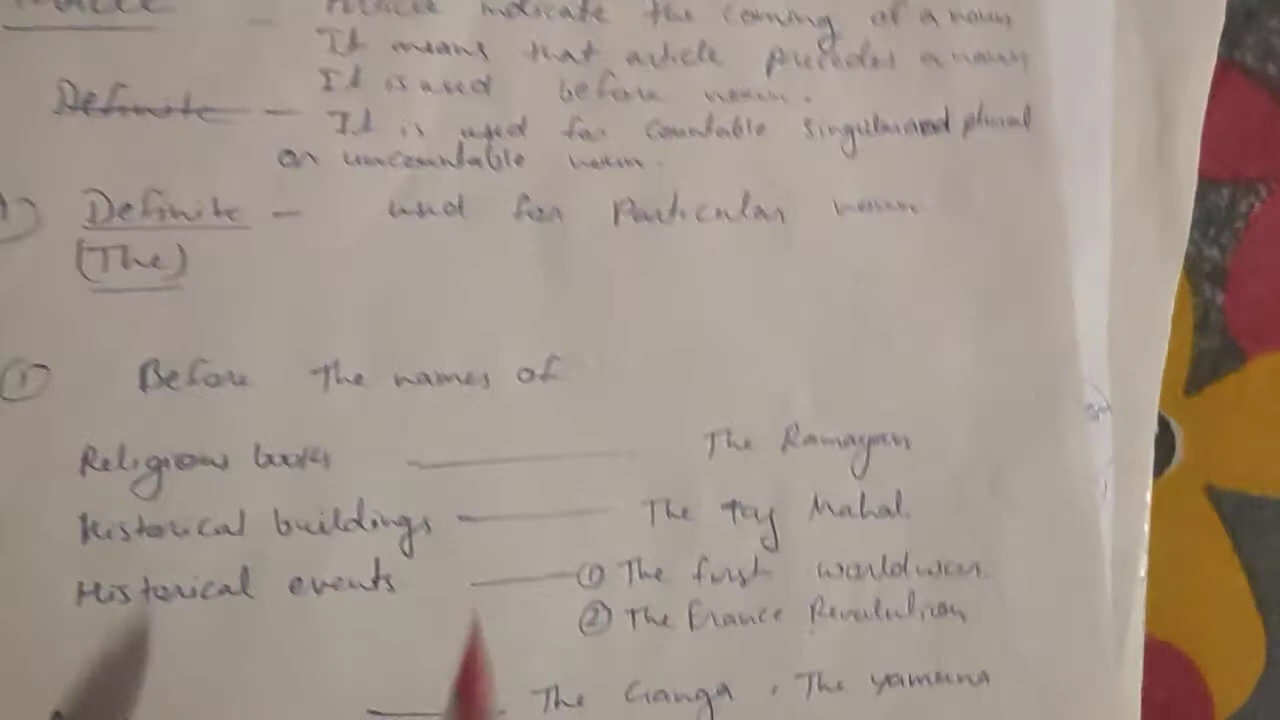 Article indicate the coming of a noun
It means that article precedes a noun
It is used before noun.
Definite - It is used for countable singular and plural
or uncountable noun.
Definite - used for Particular noun
(The)
① Before The names of
Religious books The Ramayan
Historical buildings The Taj Mahal.
Historical events ① The first world war.
② The France Revolution
The Ganga, The yamuna